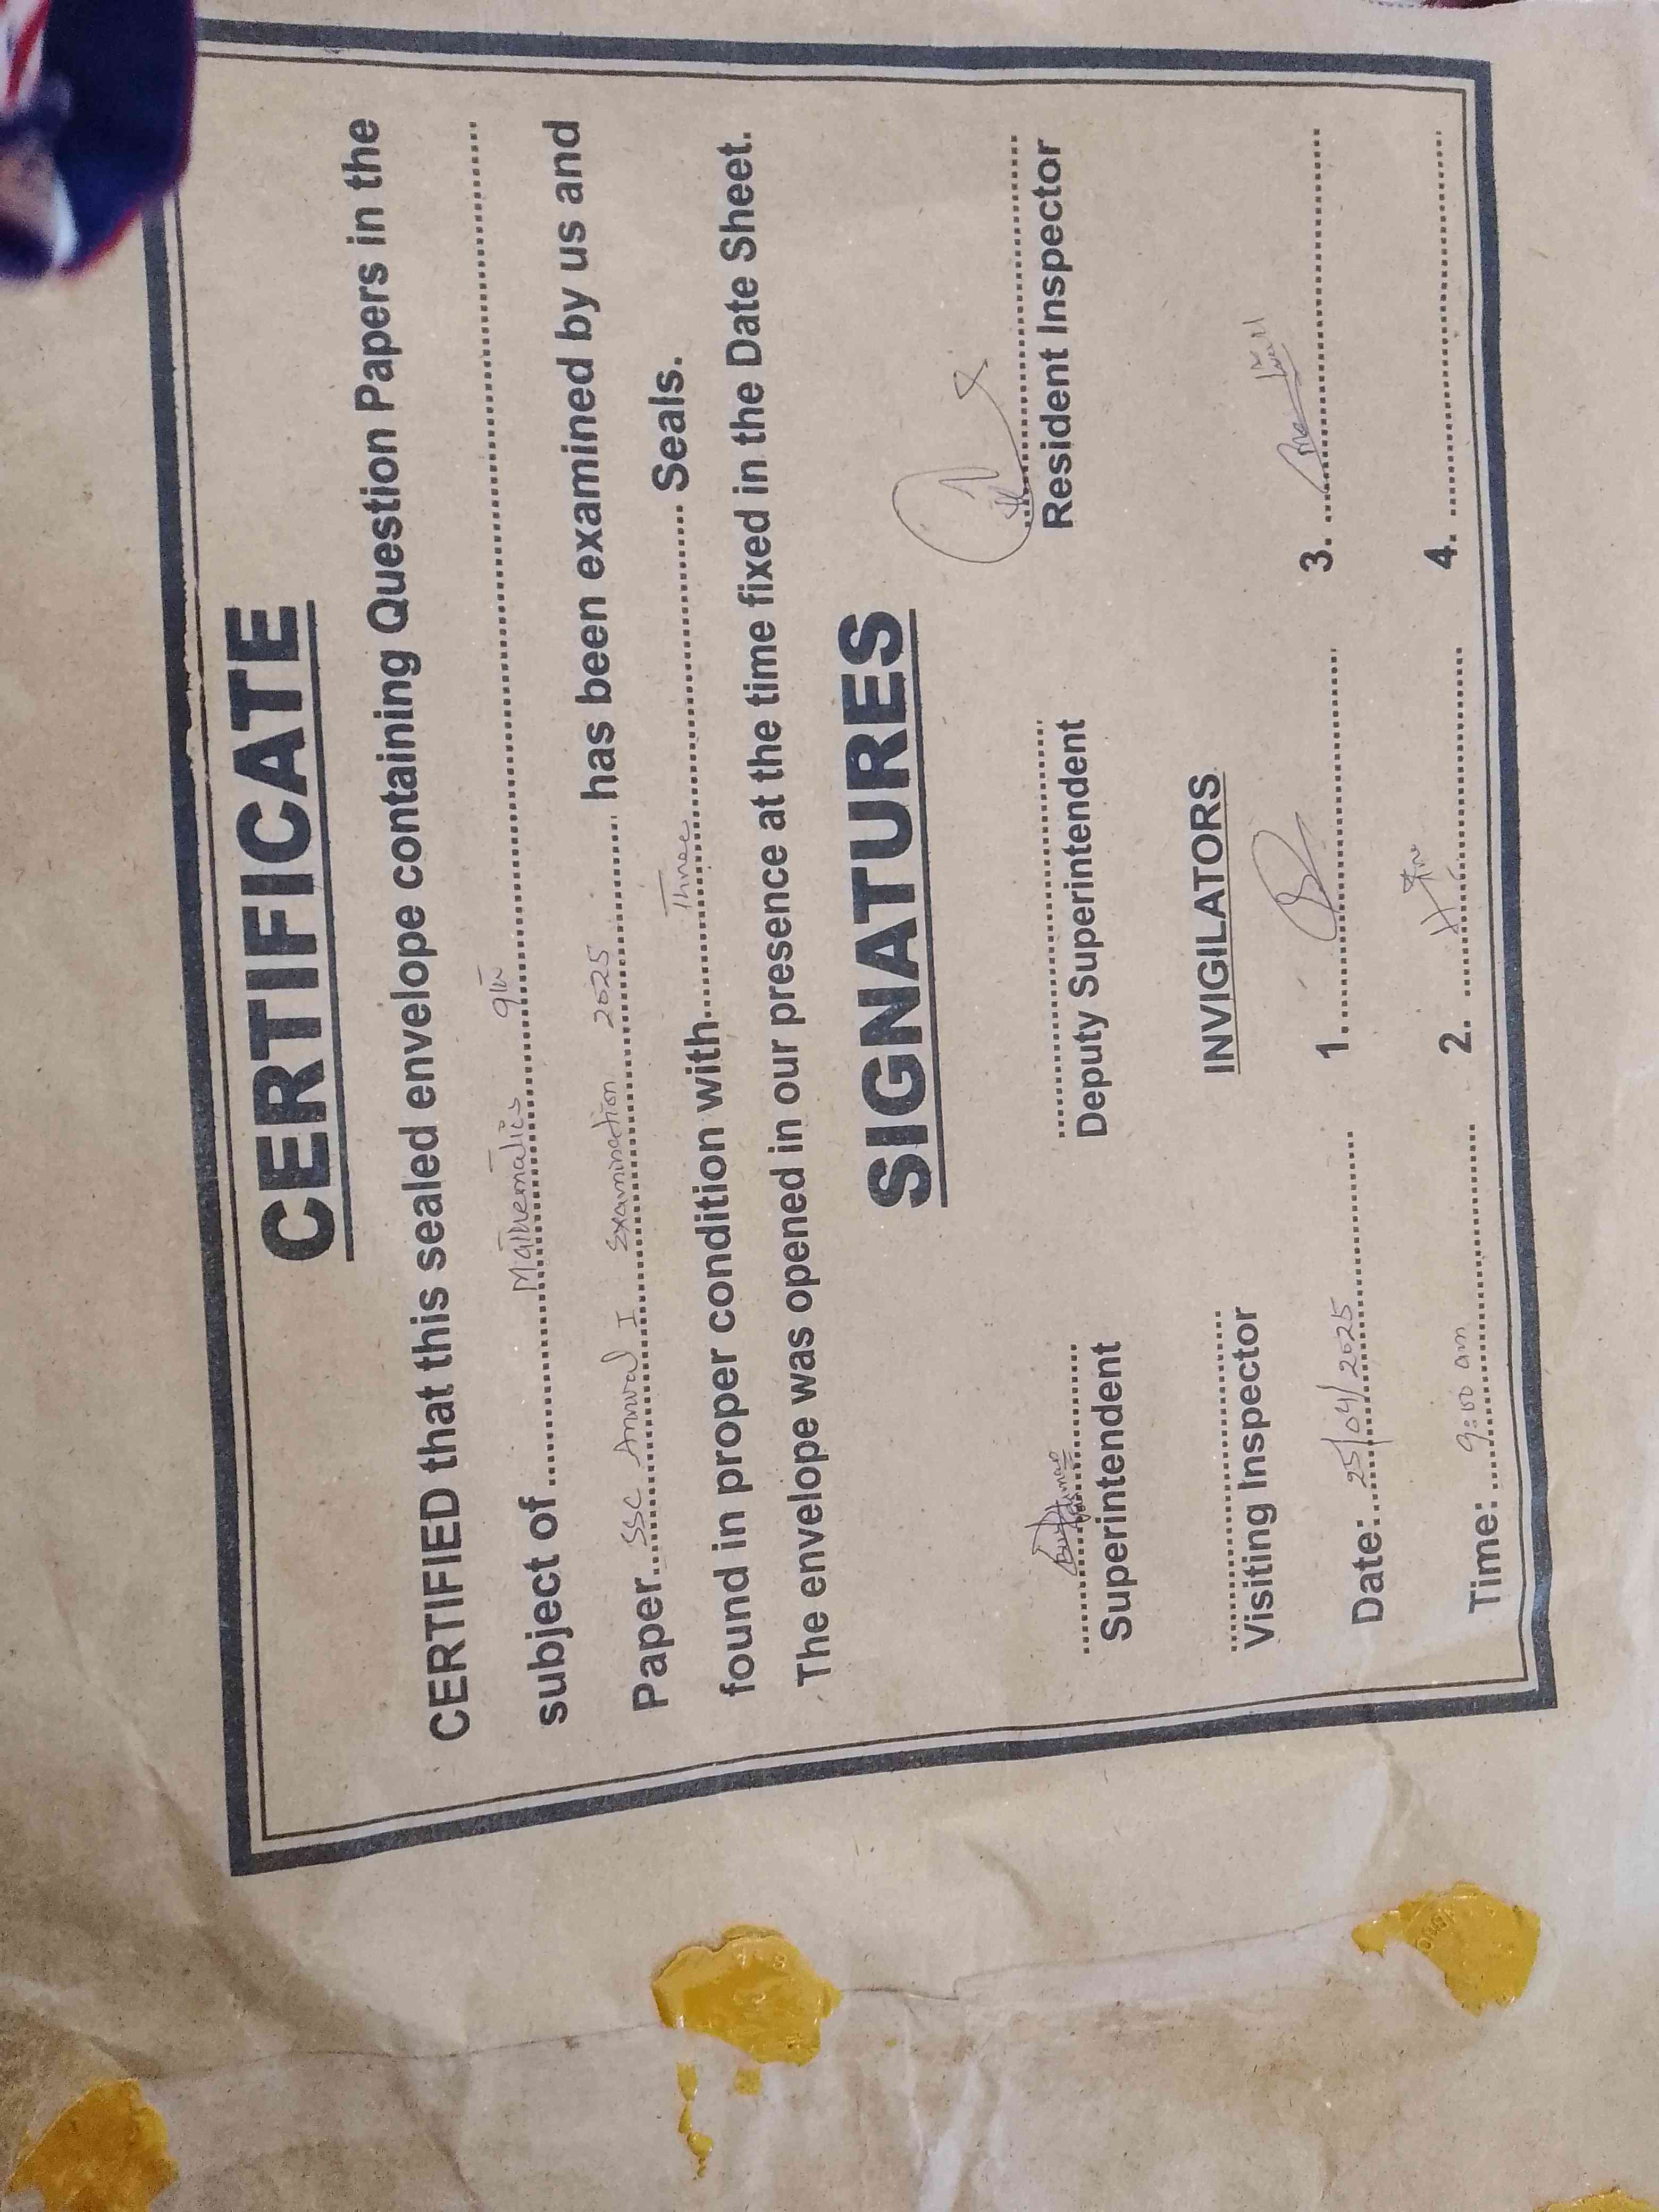 CERTIFICATE
CERTIFIED that this sealed envelope containing Question Papers in the
subject of Mathematics 9th
Paper SSC Annual I Examination 2025 has been examined by us and
found in proper condition with Three Seals.
The envelope was opened in our presence at the time fixed in the Date Sheet.
SIGNATURES
Superintendent Deputy Superintendent Resident Inspector
Visiting Inspector INVIGILATORS
Date: 25/04/2025 1. 3.
Time: 9:00 am 2. 4.